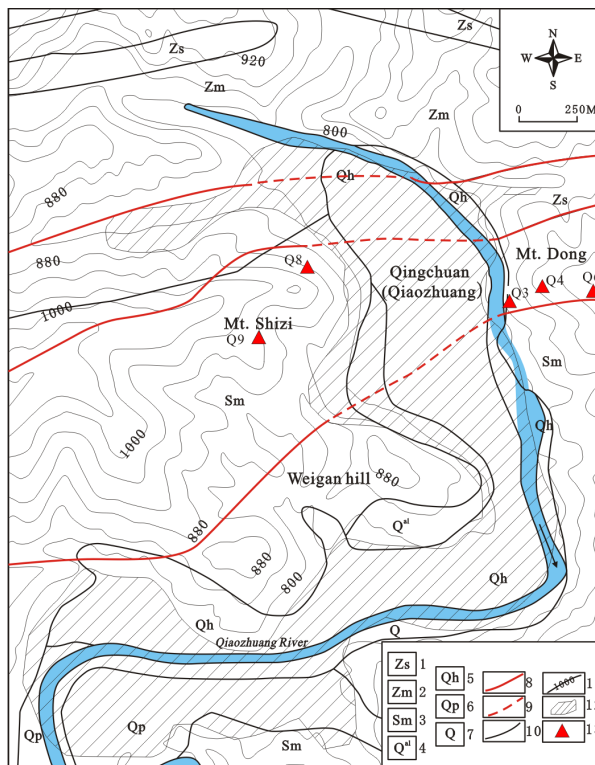 Zs
Zs
920
N
W E
S
0 250M
Zm
Zm
800
Qh
Qh
880
Zs
880
Q8
Mt. Dong
Qingchuan
(Qiaozhuang)
Q4
Q3
1000
Mt. Shizi
Q9
Sm
Sm
1000
Qh
Weigan hill
880
880
Qal
880
800
Qh
Qh
Qiaozhuang River
Q
Qp
Qp
Sm
Zs 1
Zm 2
Sm 3
Qal 4
Qh 5
Qp 6
Q 7
8
9
10
1000